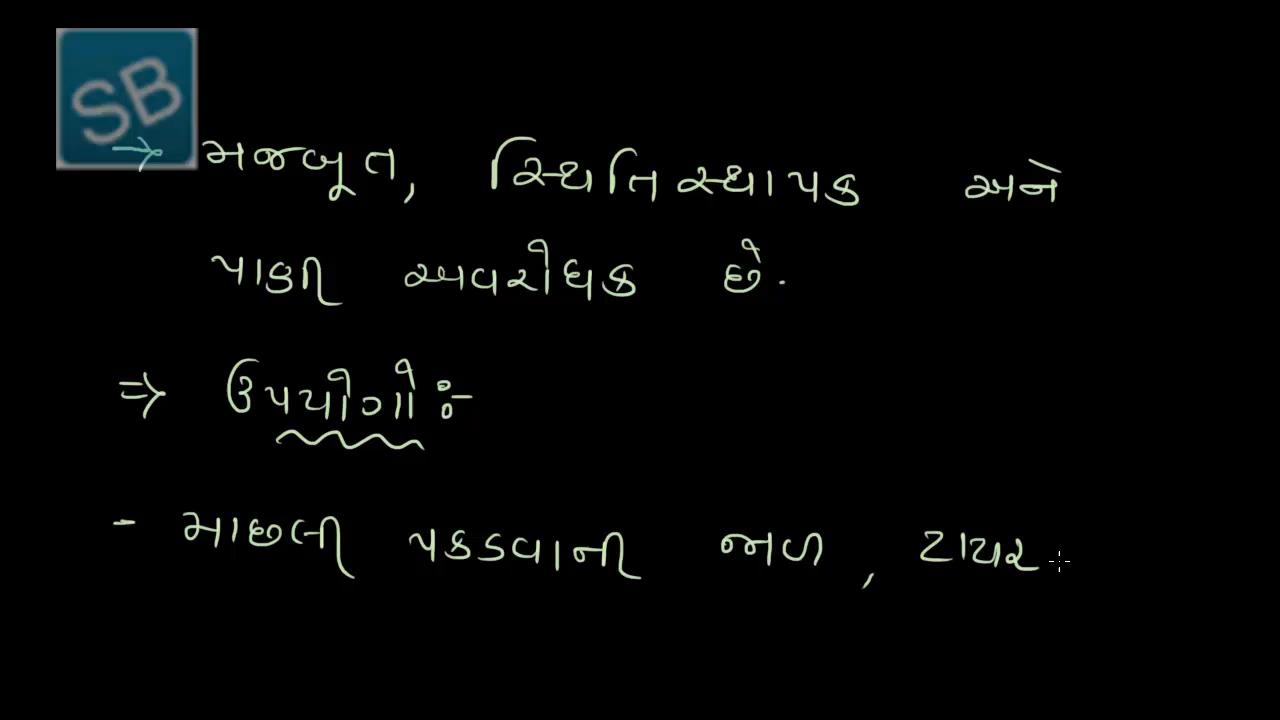 SB
→ મજબૂત, સ્થિતિસ્થાપક અને
પાણી અવરોધક છે.
⇒ ઉપયોગો :-
- માછલી પકડવાની જાળ, ટાયર